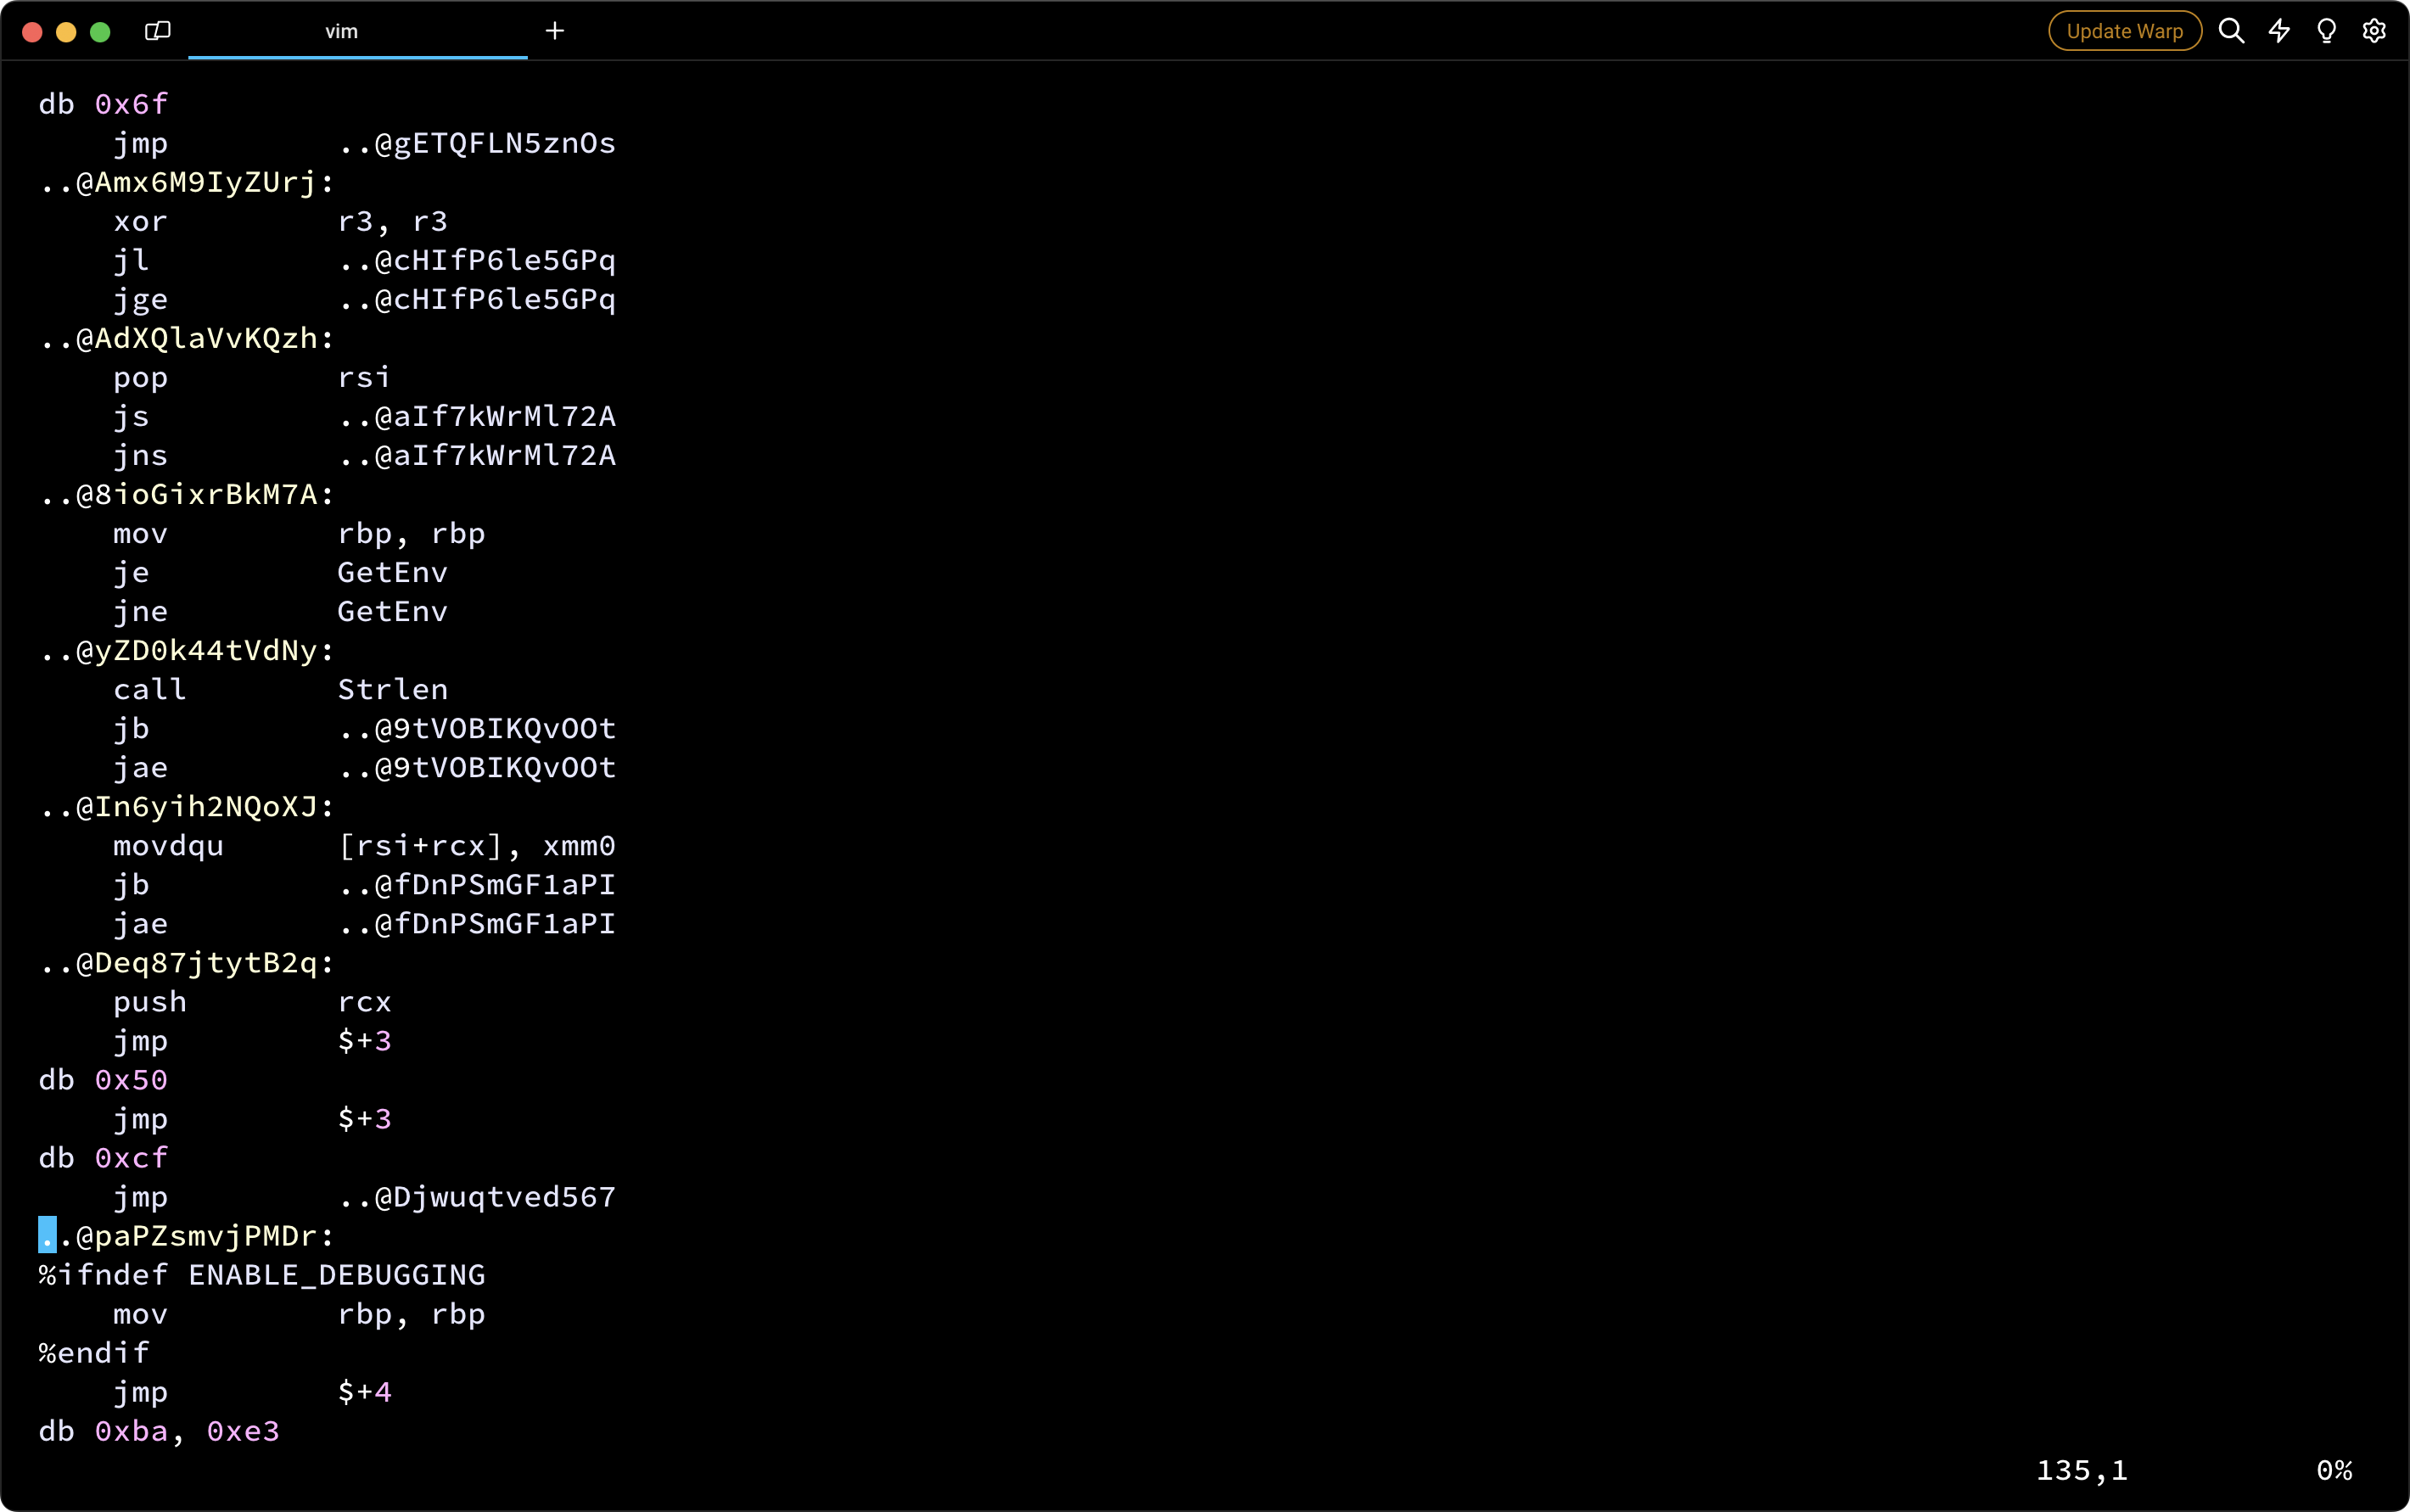 vim
Update Warp
db 0x6f
jmp ..@gETQFLN5znOs
..@Amx6M9IyZUrj:
xor r3, r3
jl ..@cHIfP6le5GPq
jge ..@cHIfP6le5GPq
..@AdXQlaVvKQzh:
pop rsi
js ..@aIf7kWrMl72A
jns ..@aIf7kWrMl72A
..@8ioGixrBkM7A:
mov rbp, rbp
je GetEnv
jne GetEnv
..@yZD0k44tVdNy:
call Strlen
jb ..@9tVOBIKQvOOt
jae ..@9tVOBIKQvOOt
..@In6yih2NQoXJ:
movdqu [rsi+rcx], xmm0
jb ..@fDnPSmGF1aPI
jae ..@fDnPSmGF1aPI
..@Deq87jtytB2q:
push rcx
jmp $+3
db 0x50
jmp $+3
db 0xcf
jmp ..@Djwuqtved567
..@paPZsmvjPMDr:
%ifndef ENABLE_DEBUGGING
mov rbp, rbp
%endif
jmp $+4
db 0xba, 0xe3
135,1 0%